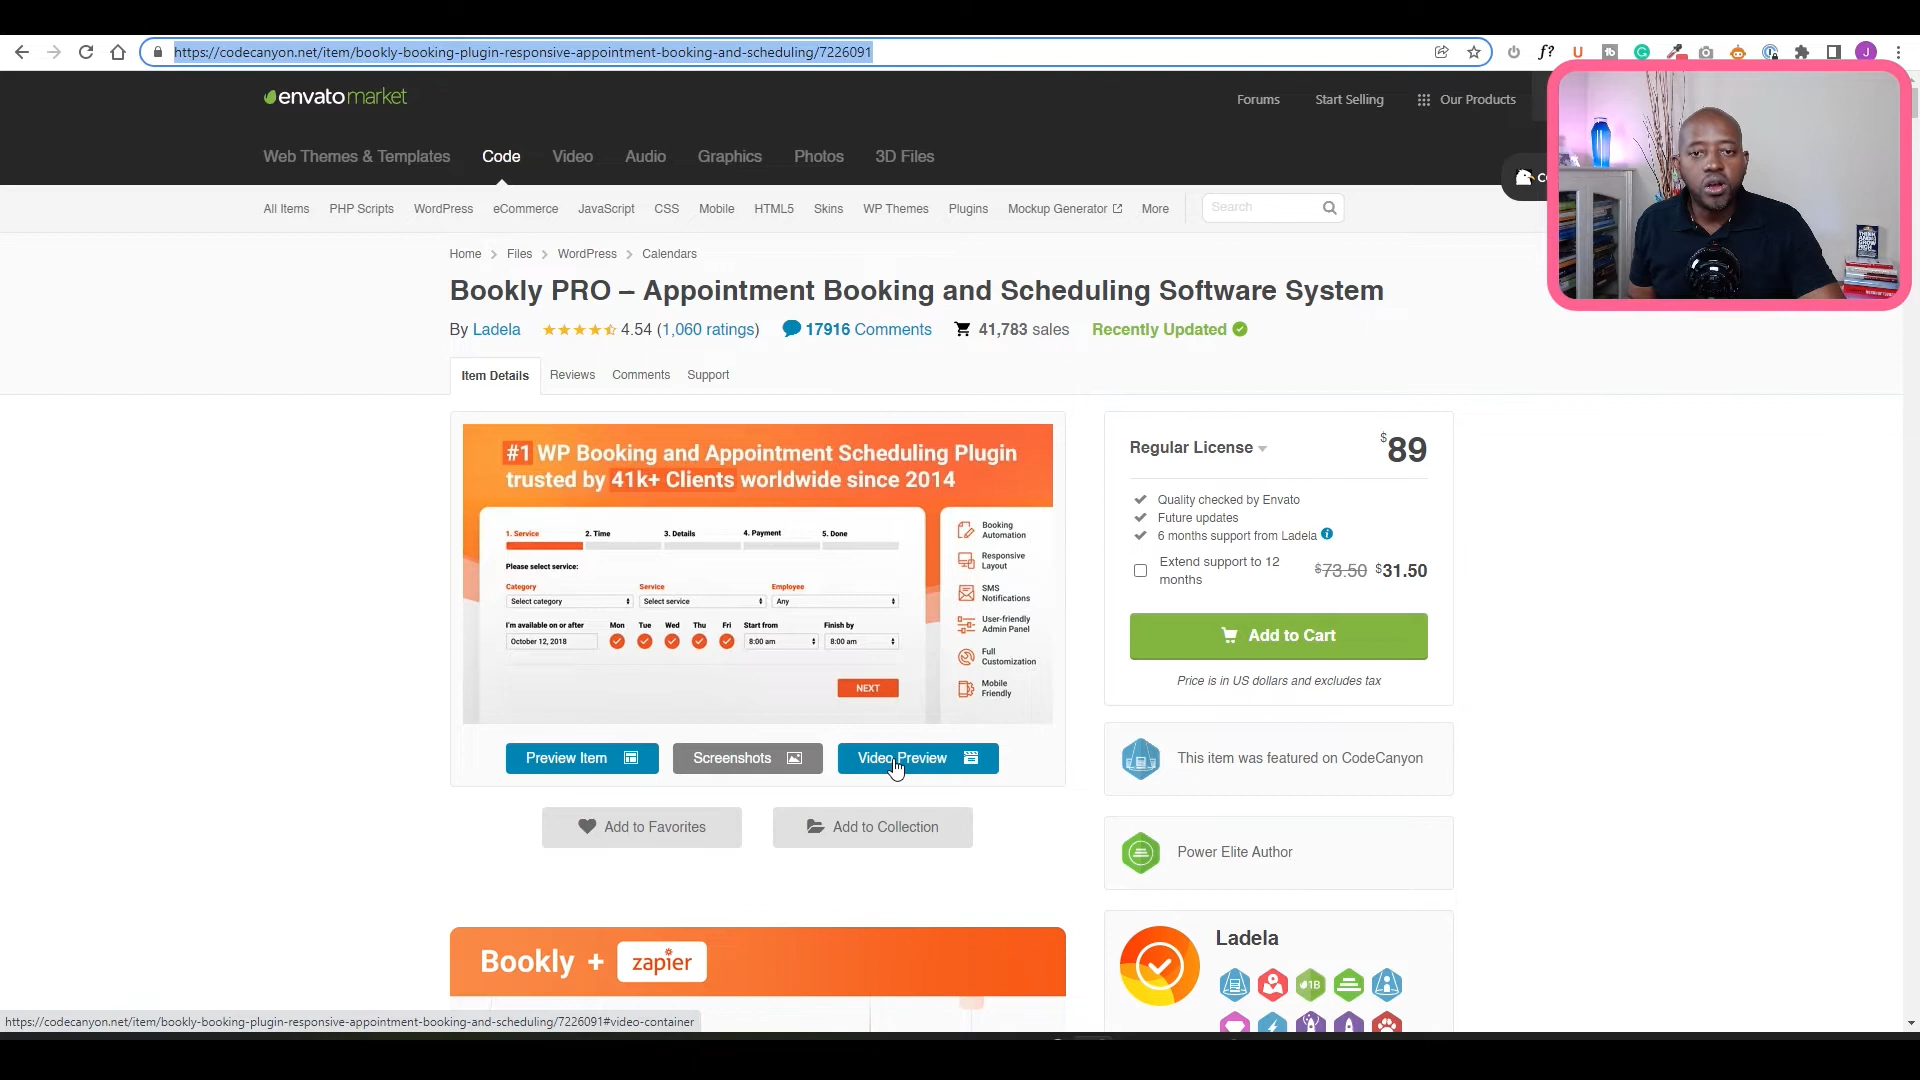 https://codecanyon.net/item/bookly-booking-plugin-responsive-appointment-booking-and-scheduling/7226091
f?
U
J
envatomarket
Forums
Start Selling
Our Products
Web Themes & Templates
Code
Video
Audio
Graphics
Photos
3D Files
All Items
PHP Scripts
WordPress
eCommerce
JavaScript
CSS
Mobile
HTML5
Skins
WP Themes
Plugins
Mockup Generator
More
Search
Home
Files
WordPress
Calendars
Bookly PRO – Appointment Booking and Scheduling Software System
By Ladela
4.54 (1,060 ratings)
17916 Comments
41,783 sales
Recently Updated
Item Details
Reviews
Comments
Support
#1 WP Booking and Appointment Scheduling Plugin
trusted by 41k+ Clients worldwide since 2014
1. Service
2. Time
3. Details
4. Payment
5. Done
Please select service:
Category
Service
Employee
Select category
Select service
Any
I'm available on or after
Mon
Tue
Wed
Thu
Fri
Start from
Finish by
October 12, 2018
8:00 am
8:00 am
NEXT
Booking
Automation
Responsive
Layout
SMS
Notifications
User-friendly
Admin Panel
Full
Customization
Mobile
Friendly
Preview Item
Screenshots
Video Preview
Add to Favorites
Add to Collection
Bookly + zapier
Regular License
$89
Quality checked by Envato
Future updates
6 months support from Ladela
Extend support to 12
months
$73.50 $31.50
Add to Cart
Price is in US dollars and excludes tax
This item was featured on CodeCanyon
Power Elite Author
Ladela
1B
https://codecanyon.net/item/bookly-booking-plugin-responsive-appointment-booking-and-scheduling/7226091#video-container